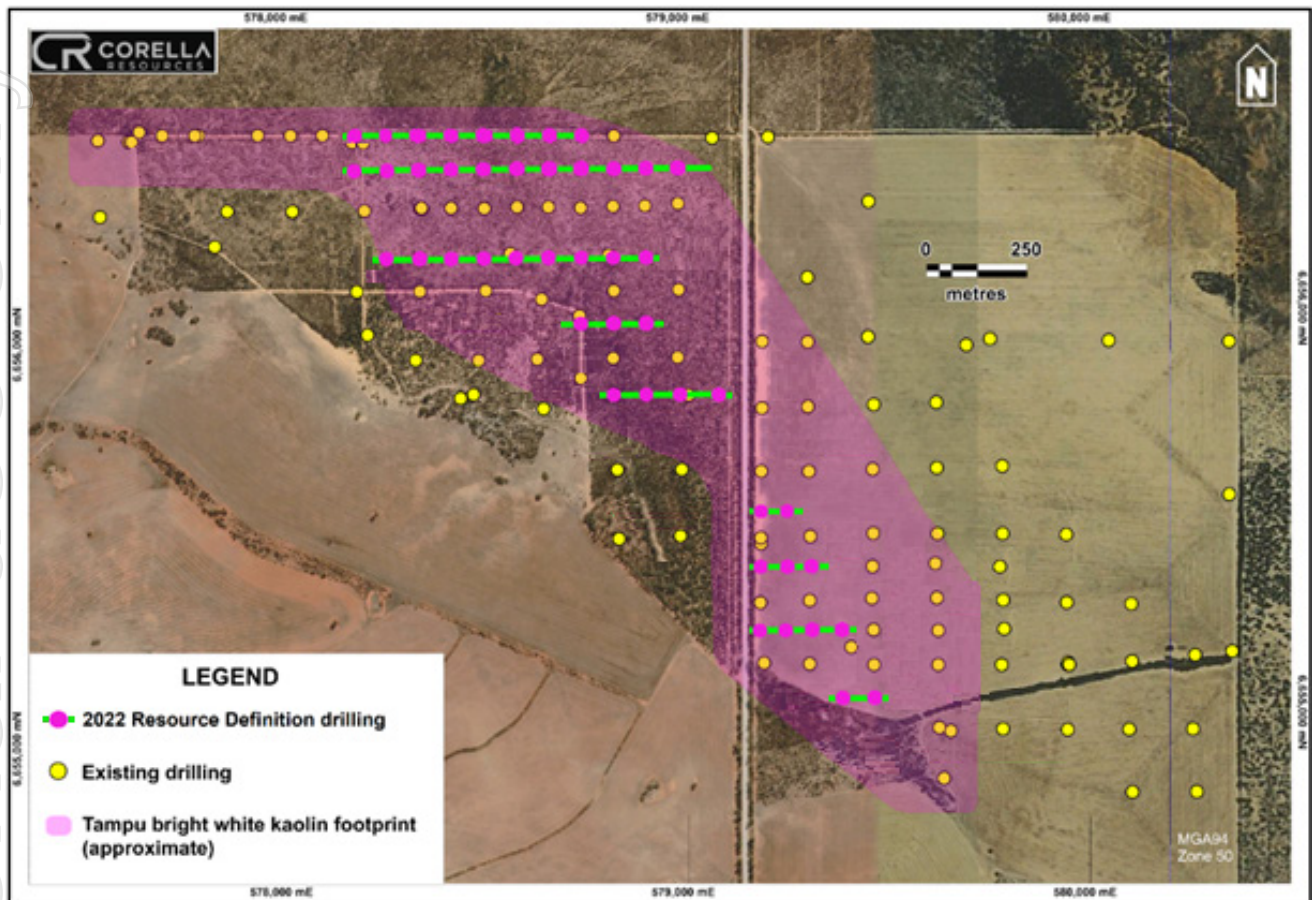 578,000 mE 579,000 mE 580,000 mE
CR CORELLA
RESOURCES
N
0 250
metres
6,656,000 mN 6,656,000 mN
LEGEND
2022 Resource Definition drilling
Existing drilling
Tampu bright white kaolin footprint
(approximate)
6,655,000 mN 6,655,000 mN
MGA94
Zone 50
578,000 mE 579,000 mE 580,000 mE